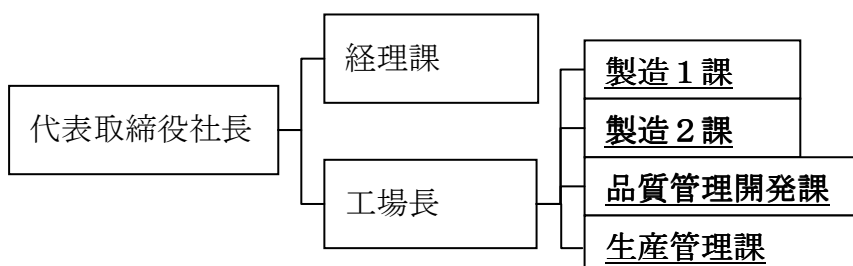 代表取締役社長
経理課
工場長
製造１課
製造２課
品質管理開発課
生産管理課